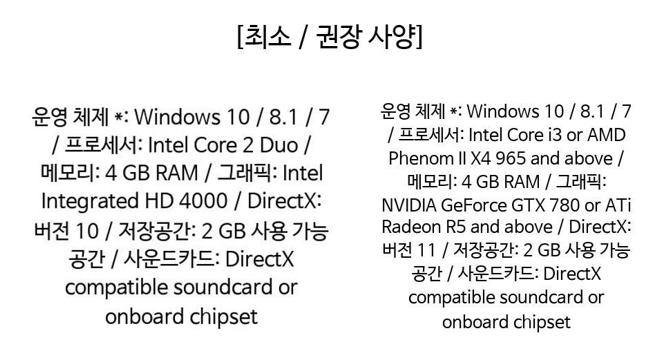 [최소 / 권장 사양]
운영 체제 *: Windows 10 / 8.1 / 7
/ 프로세서: Intel Core 2 Duo /
메모리: 4 GB RAM / 그래픽: Intel
Integrated HD 4000 / DirectX:
버전 10 / 저장공간: 2 GB 사용 가능
공간 / 사운드카드: DirectX
compatible soundcard or
onboard chipset
운영 체제 *: Windows 10 / 8.1 / 7
/ 프로세서: Intel Core i3 or AMD
Phenom II X4 965 and above /
메모리: 4 GB RAM / 그래픽:
NVIDIA GeForce GTX 780 or ATi
Radeon R5 and above / DirectX:
버전 11 / 저장공간: 2 GB 사용 가능
공간 / 사운드카드: DirectX
compatible soundcard or
onboard chipset